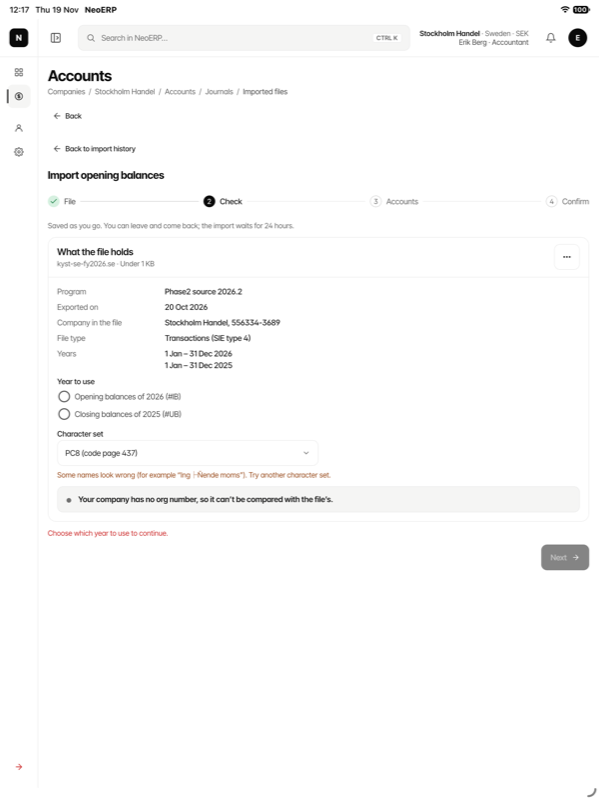 12:17 Thu 19 Nov NeoERP
100
N
Search in NeoERP...
CTRL K
Stockholm Handel · Sweden · SEK
Erik Berg · Accountant
E
Accounts
Companies / Stockholm Handel / Accounts / Journals / Imported files
Back
Back to import history
Import opening balances
File
2 Check
3 Accounts
4 Confirm
Saved as you go. You can leave and come back; the import waits for 24 hours.
What the file holds
kyst-se-fy2026.se · Under 1 KB
Program Phase2 source 2026.2
Exported on 20 Oct 2026
Company in the file Stockholm Handel, 556334-3689
File type Transactions (SIE type 4)
Years 1 Jan – 31 Dec 2026
1 Jan – 31 Dec 2025
Year to use
Opening balances of 2026 (#IB)
Closing balances of 2025 (#UB)
Character set
PC8 (code page 437)
Some names look wrong (for example "Ing ├Ñende moms"). Try another character set.
Your company has no org number, so it can't be compared with the file's.
Choose which year to use to continue.
Next